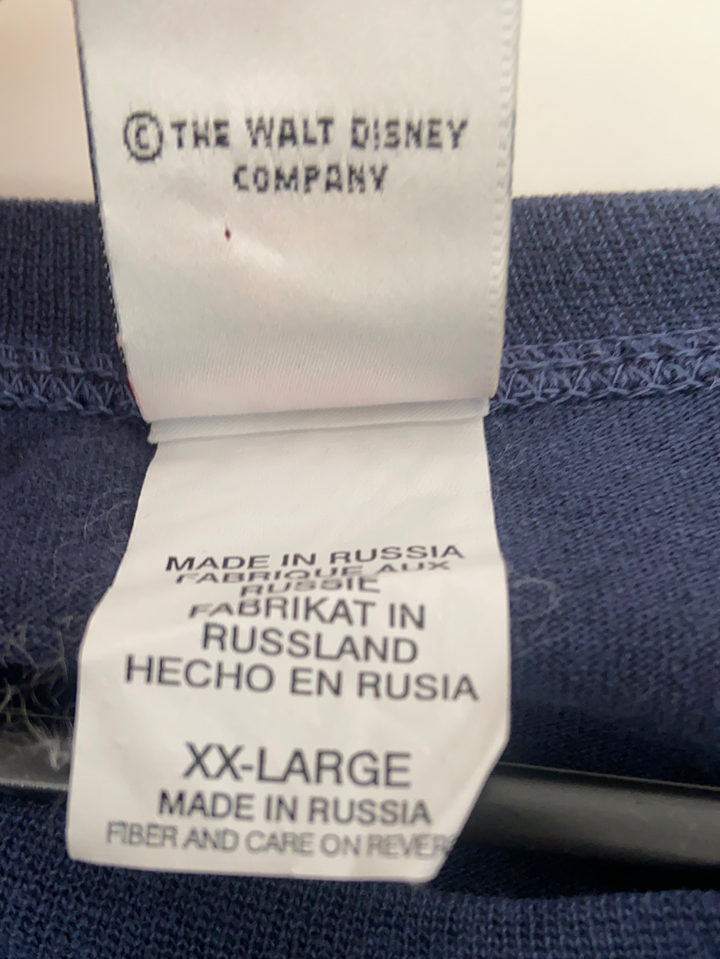 © THE WALT DISNEY
COMPANY
MADE IN RUSSIA
FABRIQUE AUX
RUSSIE
FABRIKAT IN
RUSSLAND
HECHO EN RUSIA
XX-LARGE
MADE IN RUSSIA
FIBER AND CARE ON REVER